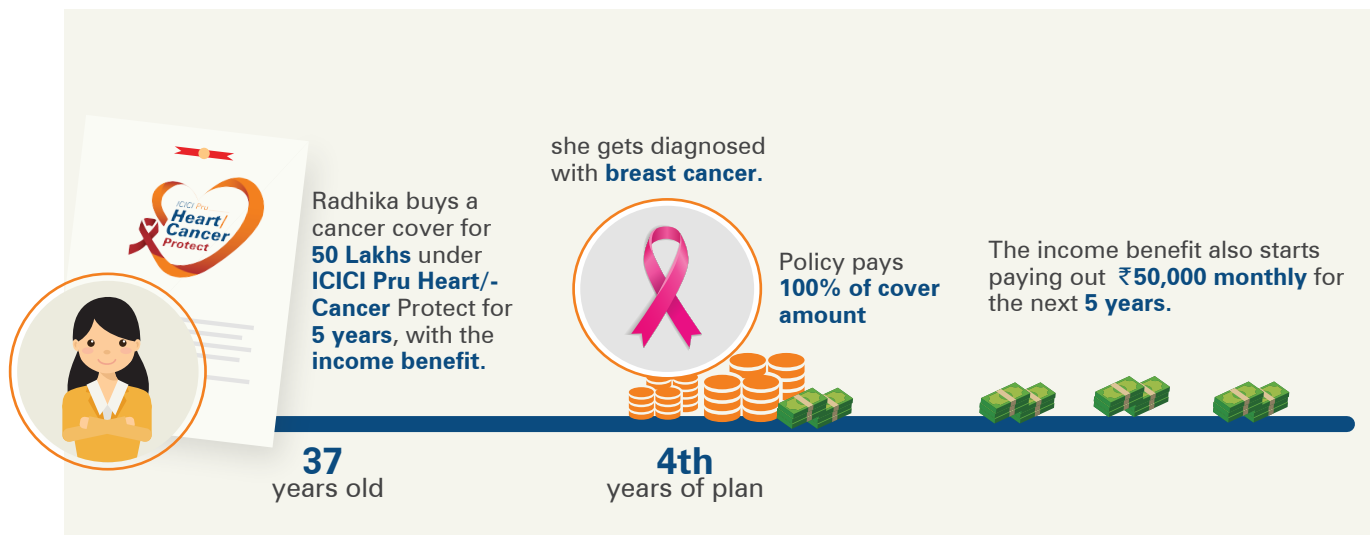 ICICI Pru
Heart/
Cancer
Protect
Radhika buys a
cancer cover for
50 Lakhs under
ICICI Pru Heart/-
Cancer Protect for
5 years, with the
income benefit.
37
years old
she gets diagnosed
with breast cancer.
4th
years of plan
Policy pays
100% of cover
amount
The income benefit also starts
paying out ₹50,000 monthly for
the next 5 years.